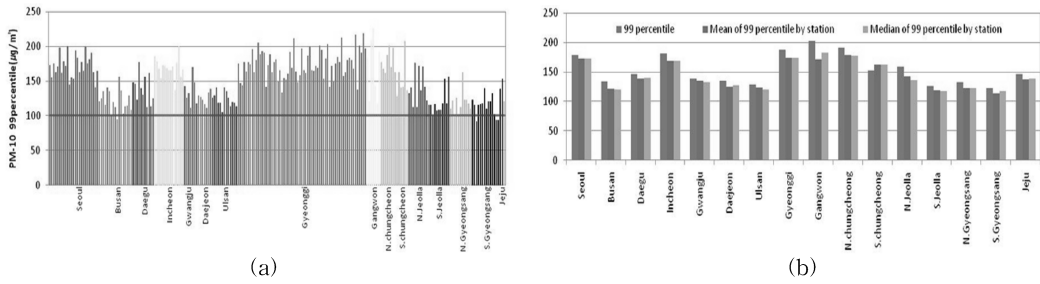 PM-10 99percentile(μg/㎥)
250
200
150
100
50
0
Seoul
Busan
Daegu
Incheon
Gwangju
Daejeon
Ulsan
Gyeonggi
Gangwon
N.chungcheon
S.chungcheon
N.Jeolla
S.Jeolla
N.Gyeongsang
S.Gyeongsang
Jeju
(a)
250
200
150
100
50
0
99 percentile
Mean of 99 percentile by station
Median of 99 percentile by station
Seoul
Busan
Daegu
Incheon
Gwangju
Daejeon
Ulsan
Gyeonggi
Gangwon
N.chungcheong
S.chungcheong
N.Jeolla
S.Jeolla
N.Gyeongsang
S.Gyeongsang
Jeju
(b)